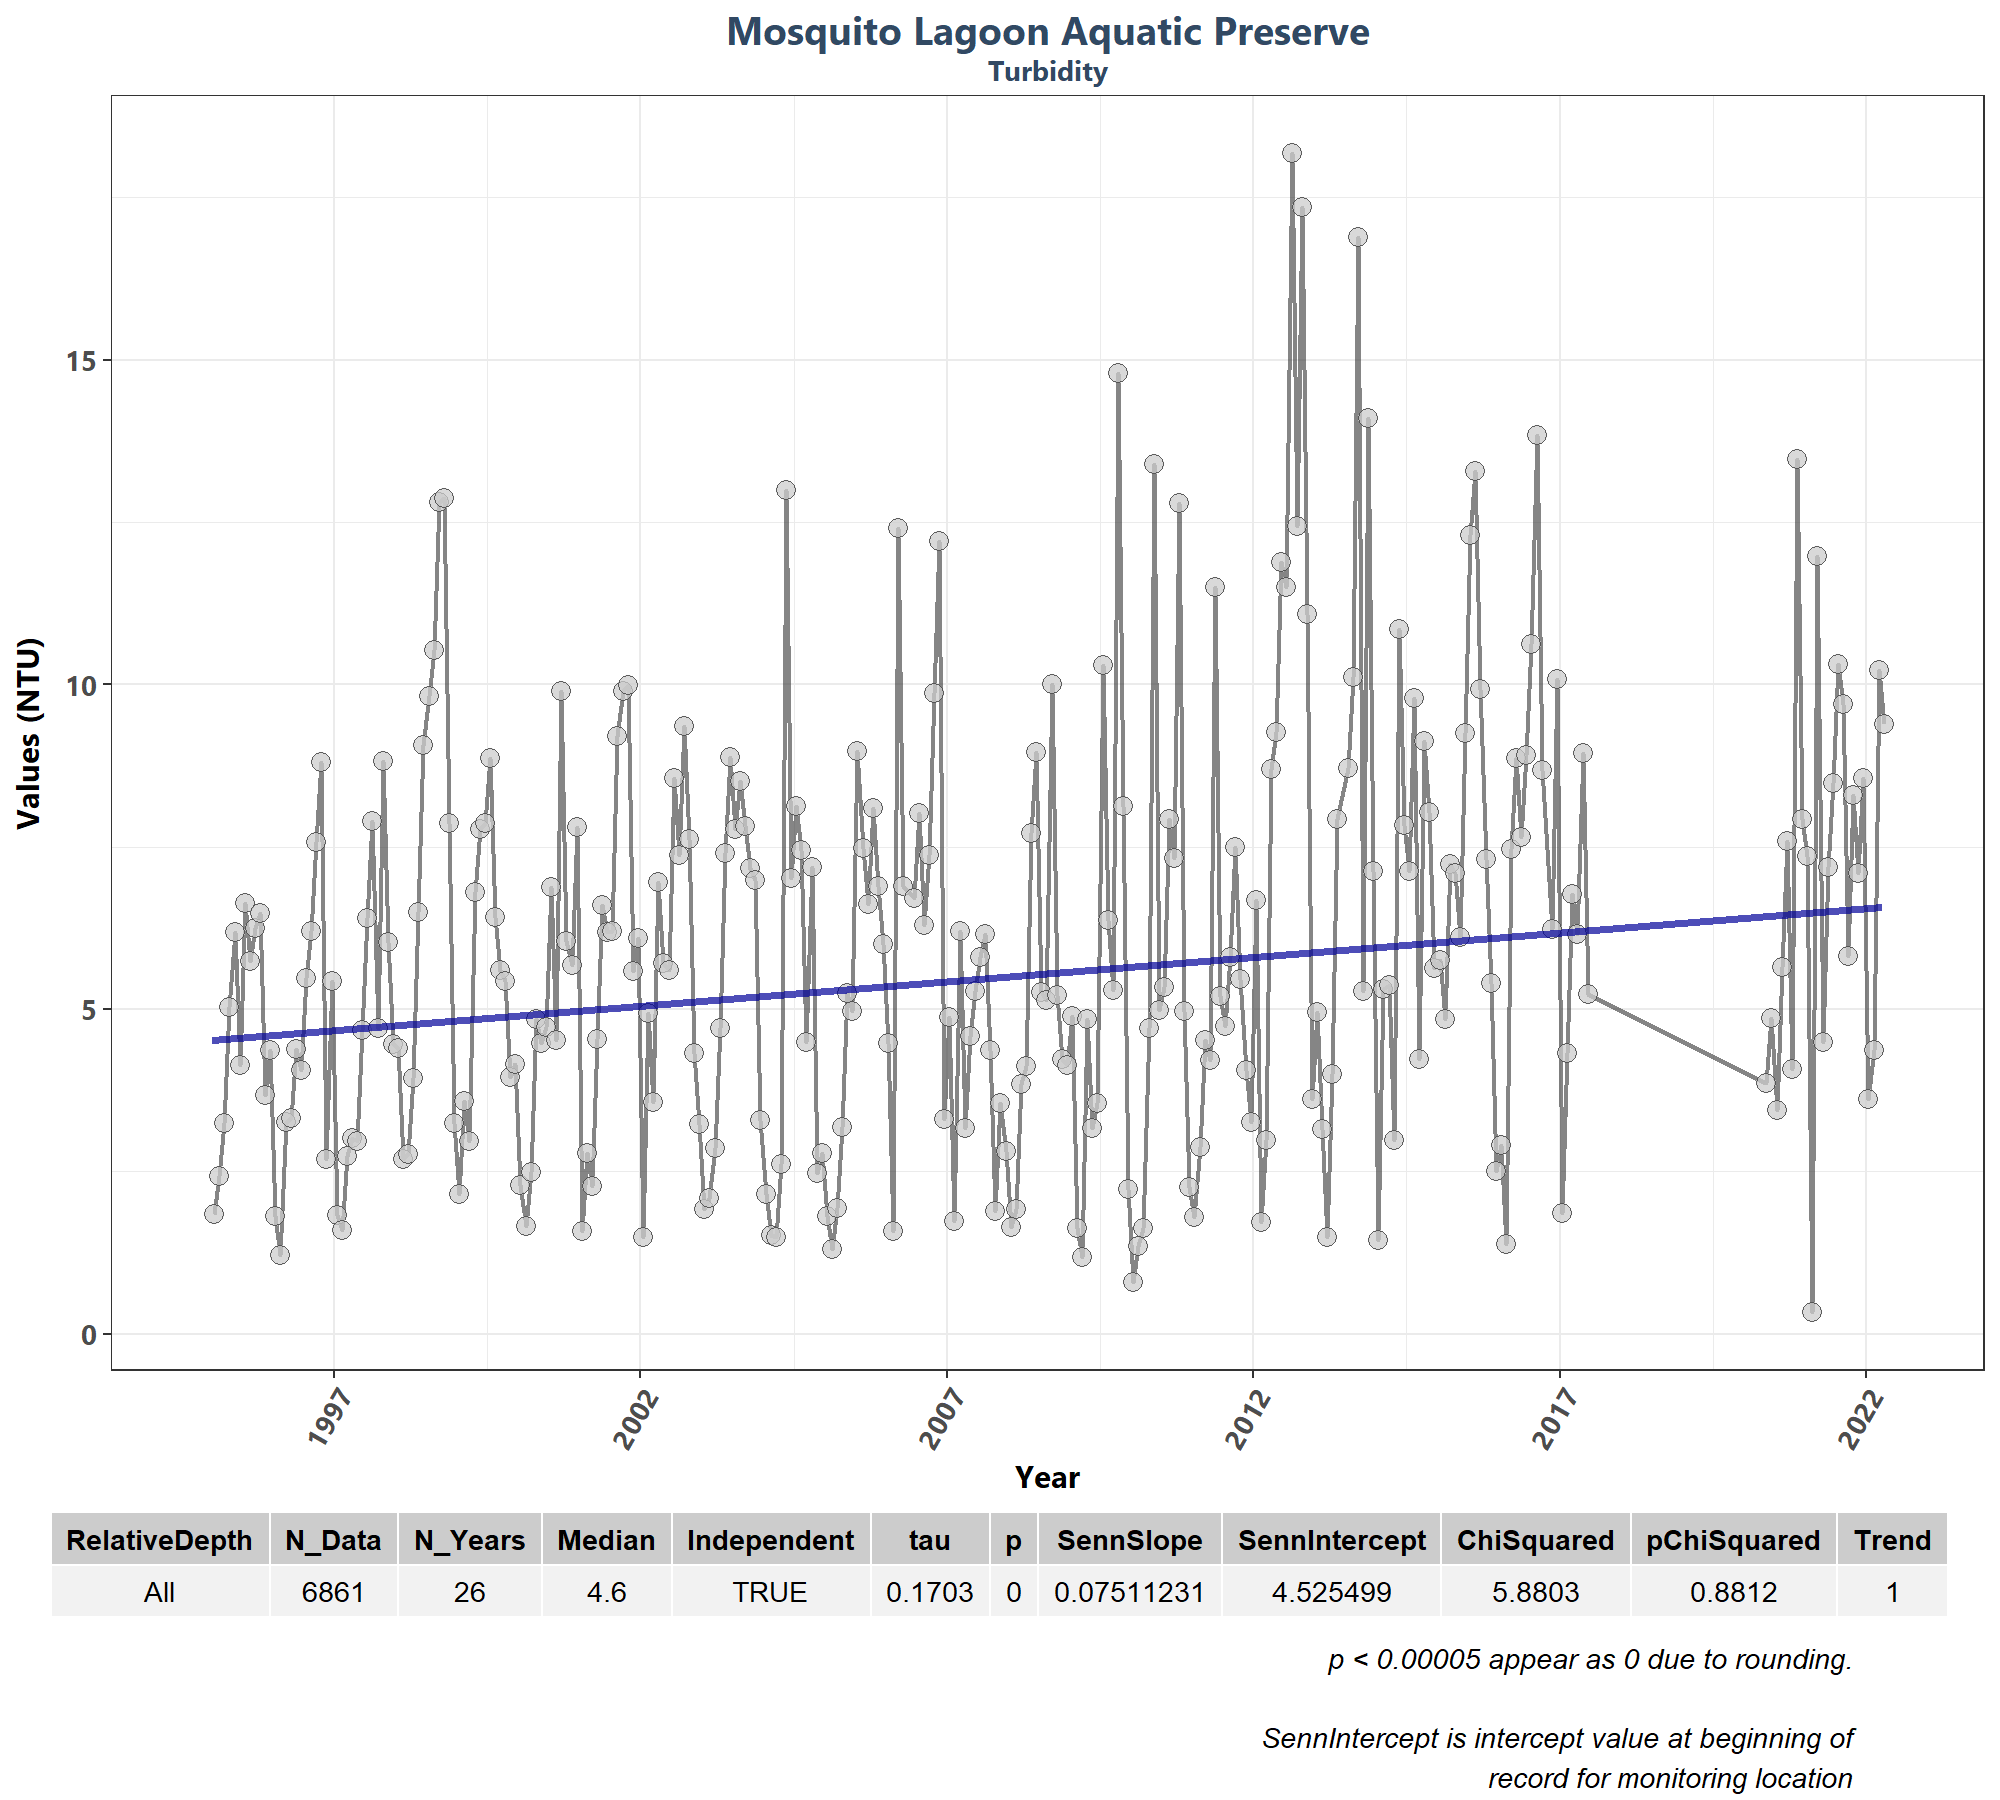 Mosquito Lagoon Aquatic Preserve
Turbidity
Values (NTU)
15
10
5
0
1997 2002 2007 2012 2017 2022
Year
RelativeDepth N_Data N_Years Median Independent tau p SennSlope SennIntercept ChiSquared pChiSquared Trend
All 6861 26 4.6 TRUE 0.1703 0 0.07511231 4.525499 5.8803 0.8812 1
p < 0.00005 appear as 0 due to rounding.
SennIntercept is intercept value at beginning of
record for monitoring location